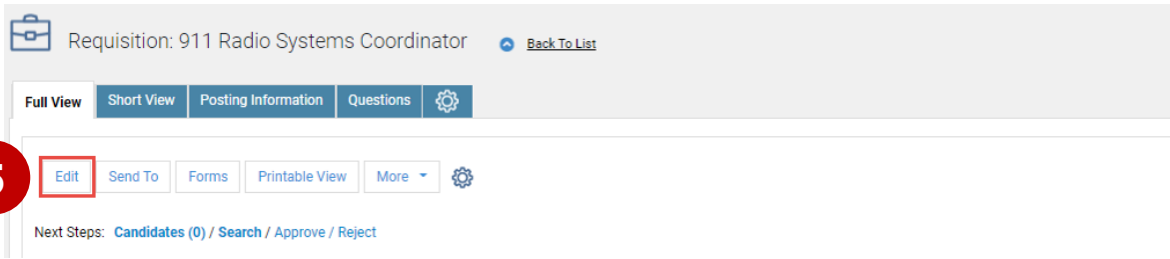 Requisition: 911 Radio Systems Coordinator Back To List
Full View Short View Posting Information Questions
5 Edit Send To Forms Printable View More
Next Steps: Candidates (0) / Search / Approve / Reject